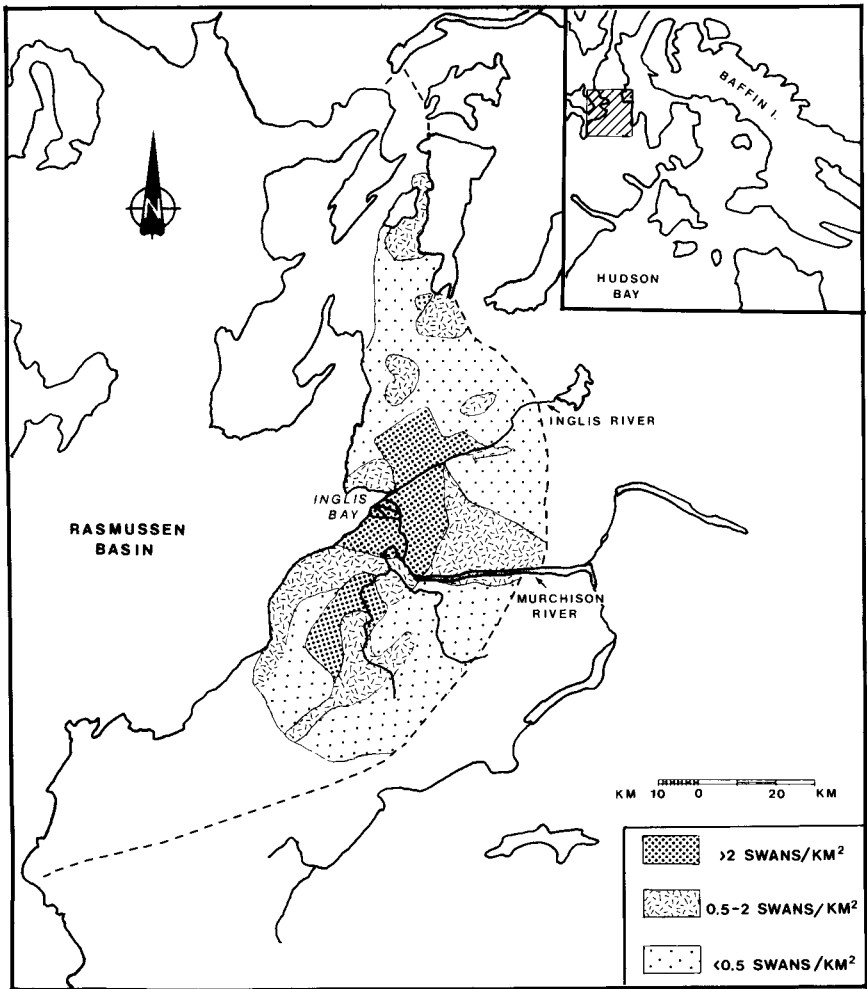 BAFFIN I.
HUDSON
BAY
N
INGLIS RIVER
INGLIS
BAY
RASMUSSEN
BASIN
MURCHISON
RIVER
KM 10 0 20 KM
>2 SWANS/KM²
0.5-2 SWANS/KM²
<0.5 SWANS/KM²